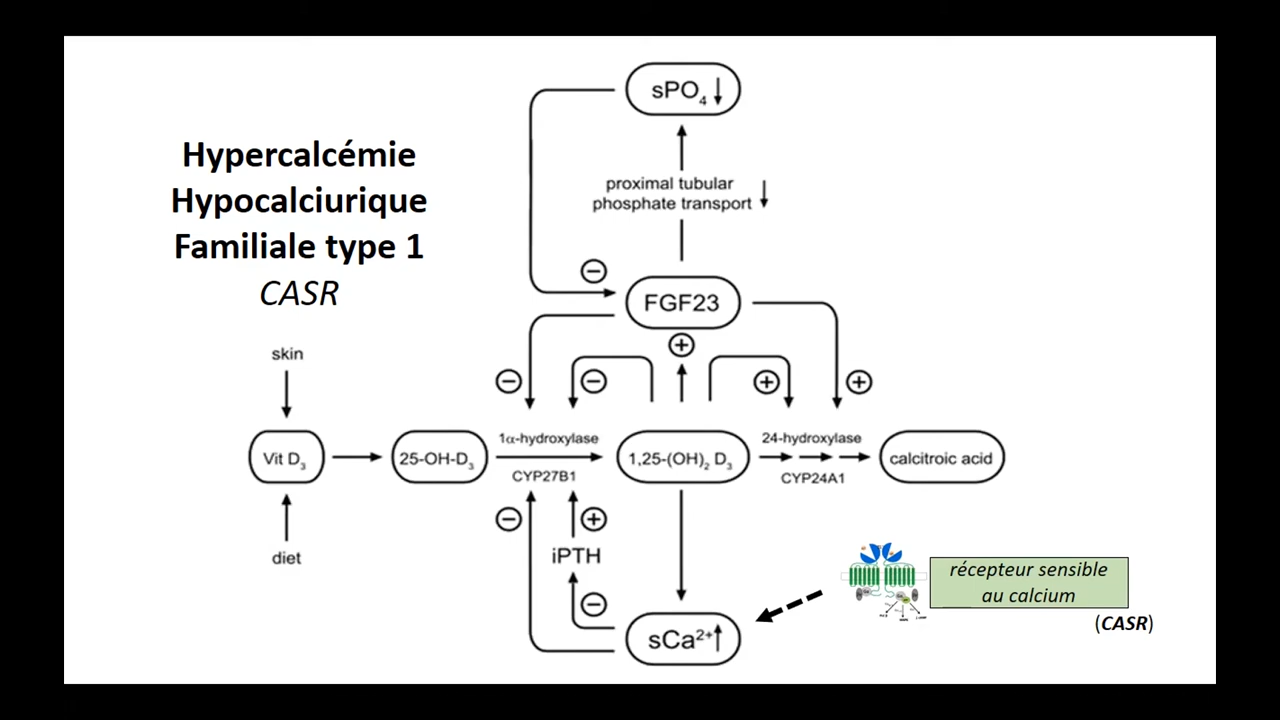 sPO₄ ↓
Hypercalcémie
Hypocalciurique
Familiale type 1
CASR
proximal tubular
phosphate transport ↓
−
FGF23
+
skin
−
−
+
+
1α-hydroxylase
24-hydroxylase
Vit D₃
25-OH-D₃
1,25-(OH)₂ D₃
calcitroic acid
CYP27B1
CYP24A1
−
+
diet
iPTH
−
récepteur sensible
au calcium
(CASR)
sCa²⁺↑